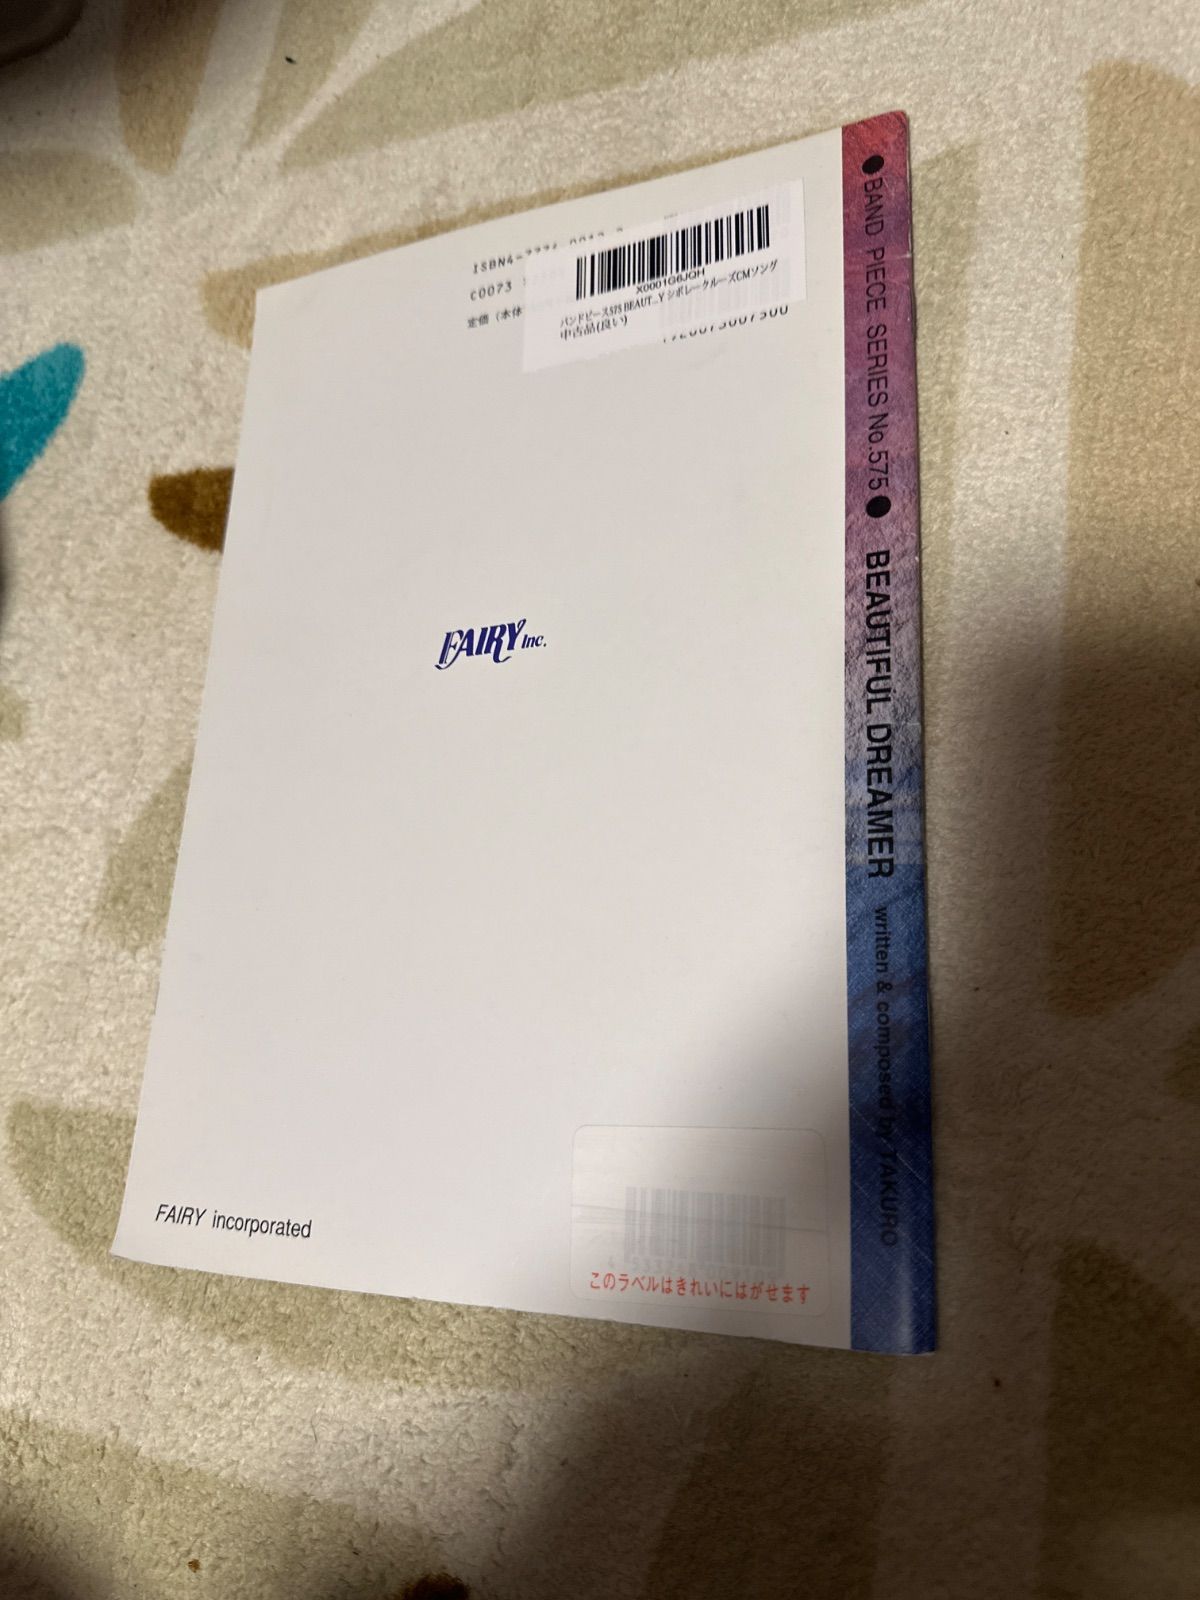 ISBN4-
C0073
定価(本体
X0001G6JQH
バンドピース575 BEAUT...Y シボレークルーズCMソング
中古品(良い)
FAIRY Inc.
FAIRY incorporated
このラベルはきれいにはがせます
●BAND PIECE SERIES No.575● BEAUTIFUL DREAMER written & composed by TAKURO